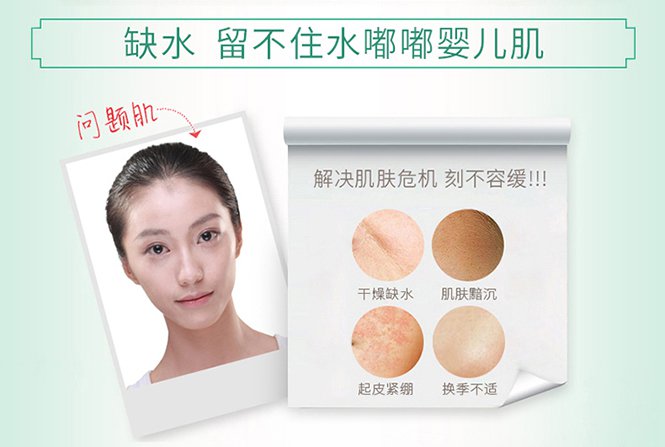 缺水 留不住水嘟嘟婴儿肌
问题肌
解决肌肤危机 刻不容缓!!!
干燥缺水 肌肤黯沉
起皮紧绷 换季不适